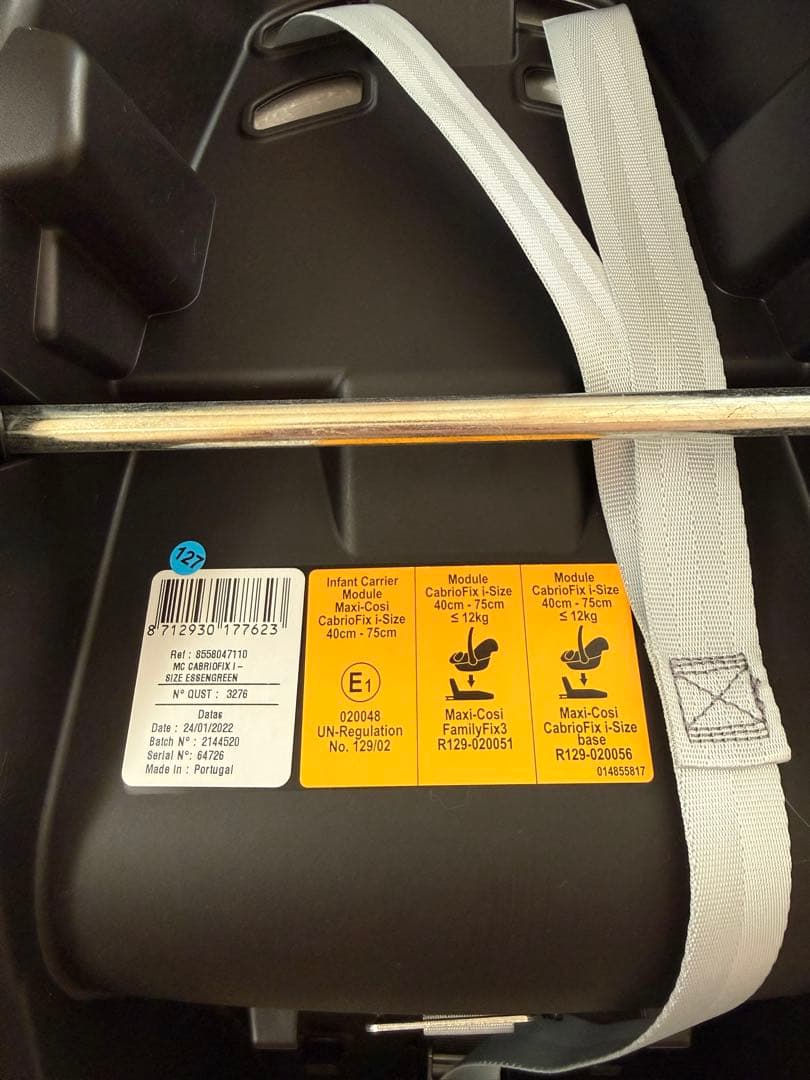 127
8 712930 177623
Ref : 8558047110
MC CABRIOFIX I-
SIZE ESSENGREEN
N° QUST : 3276
Datas
Date : 24/01/2022
Batch N° : 2144520
Serial N°: 64726
Made In : Portugal
Infant Carrier
Module
Maxi-Cosi
CabrioFix i-Size
40cm - 75cm
E1
020048
UN-Regulation
No. 129/02
Module
CabrioFix i-Size
40cm - 75cm
≤ 12kg
Maxi-Cosi
FamilyFix3
R129-020051
Module
CabrioFix i-Size
40cm - 75cm
≤ 12kg
Maxi-Cosi
CabrioFix i-Size
base
R129-020056
014855817